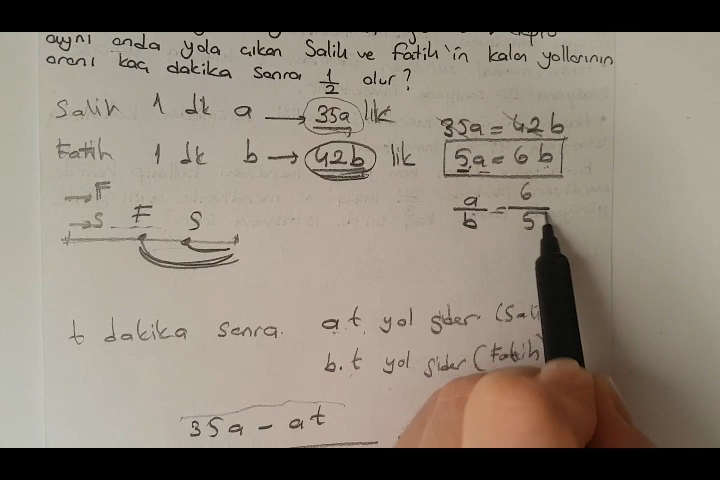 aynı anda yola çıkan Salih ve Fatih'in kalan yollarının
oranı kaç dakika sonra 1/2 olur?
Salih 1 dk a → 35a lik
Fatih 1 dk b → 42b lik
35a = 42b
5a = 6b
a/b = 6/5
→F
→S F S
t dakika sonra. a.t yol gider. (Sali
b.t yol gider (Fatih)
35a - at